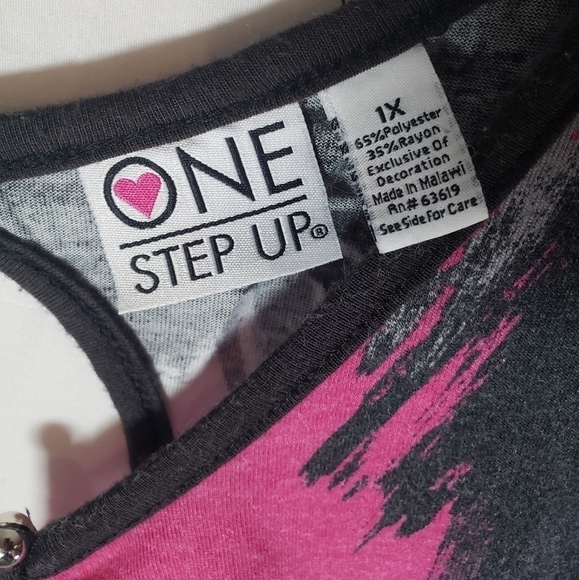 ONE
STEP UP®
1X
65% Polyester
35% Rayon
Exclusive Of
Decoration
Made In Malawi
Rn# 63619
See Side For Care